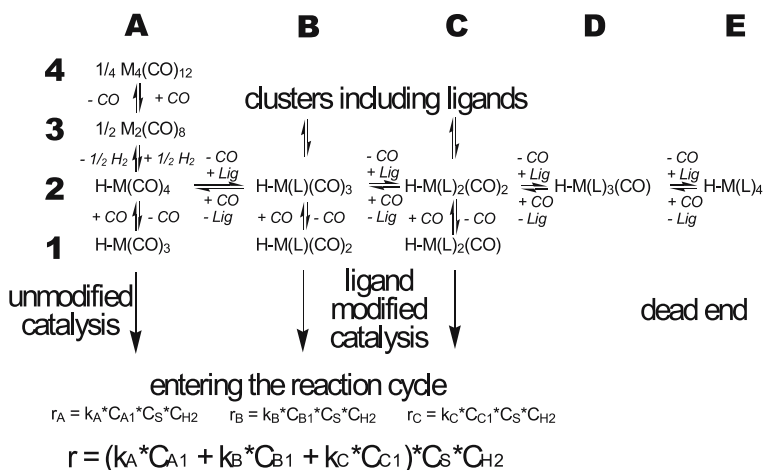 A B C D E
4 1/4 M4(CO)12
- CO + CO clusters including ligands
3 1/2 M2(CO)8
- 1/2 H2 + 1/2 H2 - CO - CO - CO - CO
+ Lig + Lig + Lig + Lig
2 H-M(CO)4 H-M(L)(CO)3 H-M(L)2(CO)2 H-M(L)3(CO) H-M(L)4
+ CO + CO + CO + CO
+ CO - CO - Lig + CO - CO - Lig + CO - CO - Lig - Lig
1 H-M(CO)3 H-M(L)(CO)2 H-M(L)2(CO)
unmodified catalysis
ligand modified catalysis
dead end
entering the reaction cycle
rA = kA*CA1*CS*CH2 rB = kB*CB1*CS*CH2 rC = kC*CC1*CS*CH2
r = (kA*CA1 + kB*CB1 + kC*CC1)*CS*CH2